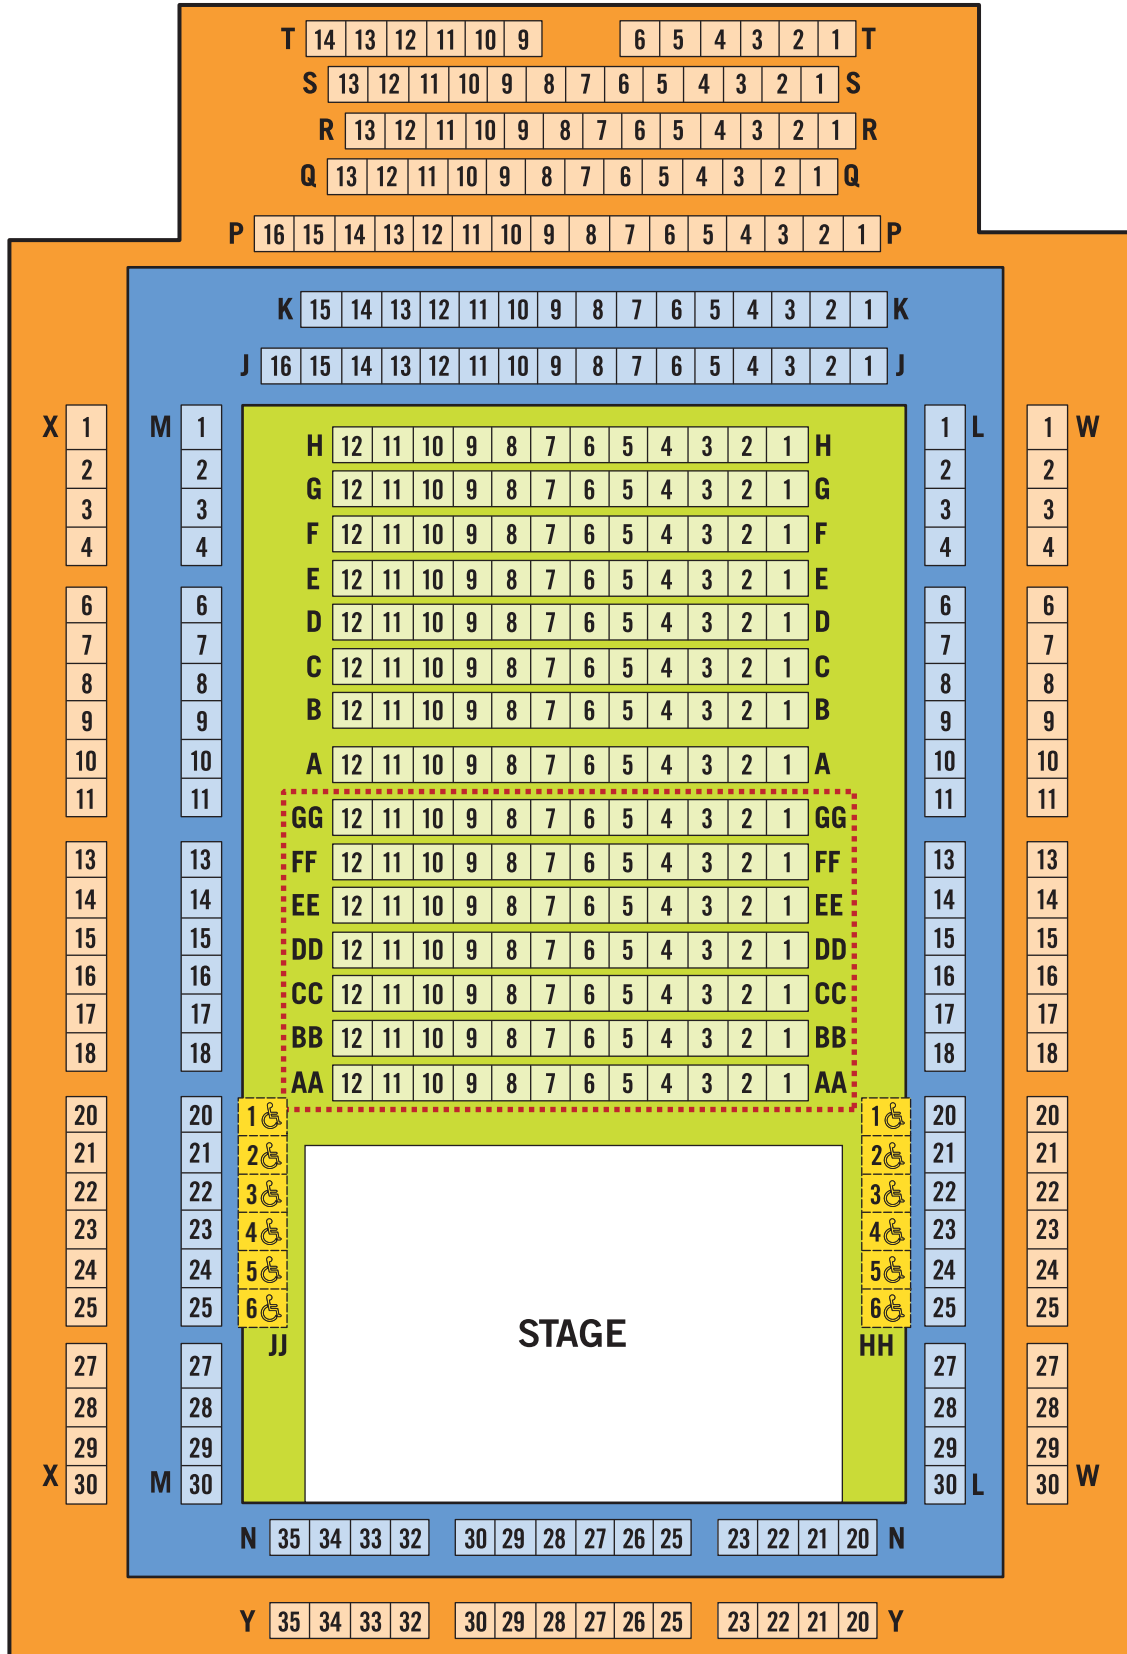 T 14 13 12 11 10 9 6 5 4 3 2 1 T
S 13 12 11 10 9 8 7 6 5 4 3 2 1 S
R 13 12 11 10 9 8 7 6 5 4 3 2 1 R
Q 13 12 11 10 9 8 7 6 5 4 3 2 1 Q
P 16 15 14 13 12 11 10 9 8 7 6 5 4 3 2 1 P
K 15 14 13 12 11 10 9 8 7 6 5 4 3 2 1 K
J 16 15 14 13 12 11 10 9 8 7 6 5 4 3 2 1 J
X 1 M 1 1 L 1 W
H 12 11 10 9 8 7 6 5 4 3 2 1 H
2 2 2 2
G 12 11 10 9 8 7 6 5 4 3 2 1 G
3 3 3 3
F 12 11 10 9 8 7 6 5 4 3 2 1 F
4 4 4 4
E 12 11 10 9 8 7 6 5 4 3 2 1 E
6 6 6 6
D 12 11 10 9 8 7 6 5 4 3 2 1 D
7 7 7 7
C 12 11 10 9 8 7 6 5 4 3 2 1 C
8 8 8 8
B 12 11 10 9 8 7 6 5 4 3 2 1 B
9 9 9 9
A 12 11 10 9 8 7 6 5 4 3 2 1 A
10 10 10 10
11 11 11 11
GG 12 11 10 9 8 7 6 5 4 3 2 1 GG
13 13 13 13
FF 12 11 10 9 8 7 6 5 4 3 2 1 FF
14 14 14 14
EE 12 11 10 9 8 7 6 5 4 3 2 1 EE
15 15 15 15
DD 12 11 10 9 8 7 6 5 4 3 2 1 DD
16 16 16 16
CC 12 11 10 9 8 7 6 5 4 3 2 1 CC
17 17 17 17
BB 12 11 10 9 8 7 6 5 4 3 2 1 BB
18 18 18 18
AA 12 11 10 9 8 7 6 5 4 3 2 1 AA
20 20 1 1 20 20
21 21 2 2 21 21
22 22 3 3 22 22
23 23 4 4 23 23
24 24 5 5 24 24
25 25 6 6 25 25
STAGE
JJ HH
27 27 27 27
28 28 28 28
29 29 29 29
X 30 M 30 30 L 30 W
N 35 34 33 32 30 29 28 27 26 25 23 22 21 20 N
Y 35 34 33 32 30 29 28 27 26 25 23 22 21 20 Y